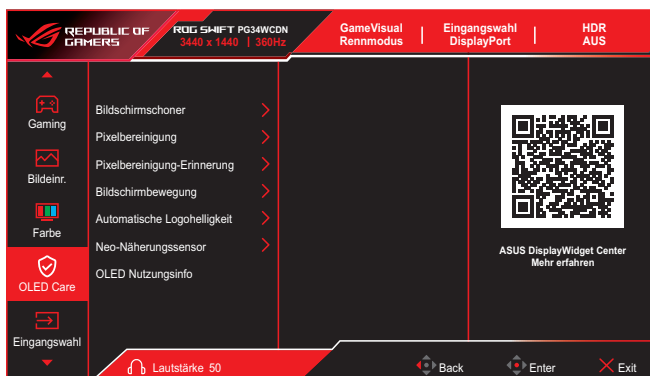 REPUBLIC OF
GAMERS
ROG SWIFT PG34WCDN
3440 x 1440 | 360Hz
GameVisual
Rennmodus
Eingangswahl
DisplayPort
HDR
AUS
Gaming
Bildeinr.
Farbe
OLED Care
Eingangswahl
Bildschirmschoner
Pixelbereinigung
Pixelbereinigung-Erinnerung
Bildschirmbewegung
Automatische Logohelligkeit
Neo-Näherungssensor
OLED Nutzungsinfo
ASUS DisplayWidget Center
Mehr erfahren
Lautstärke 50
Back
Enter
Exit